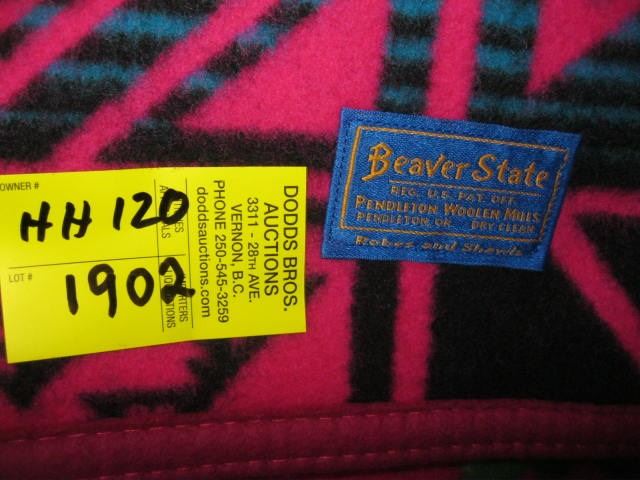 OWNER #
HH 120
LOT #
1902
DODDS BROS.
AUCTIONS
3311 - 28TH AVE.
VERNON, B.C.
PHONE 250-545-3259
doddsauctions.com
Beaver State
REG. U.S. PAT. OFF.
PENDLETON WOOLEN MILLS
PENDLETON, OR. DRY CLEAN
Robes and Shawls